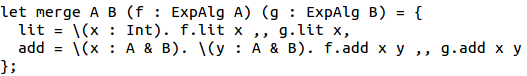 let merge A B (f : ExpAlg A) (g : ExpAlg B) = {
  lit = \(x : Int). f.lit x ,, g.lit x,
  add = \(x : A & B). \(y : A & B). f.add x y ,, g.add x y
};